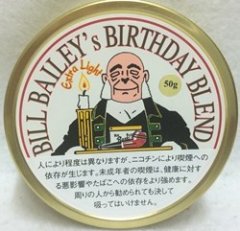 BILL BAILEY's BIRTHDAY BLEND
Extra Light
50g
人により程度は異なりますが、ニコチンにより喫煙への
依存が生じます。未成年者の喫煙は、健康に対す
る悪影響やたばこへの依存をより強めます。
周りの人から勧められても決して
吸ってはいけません。